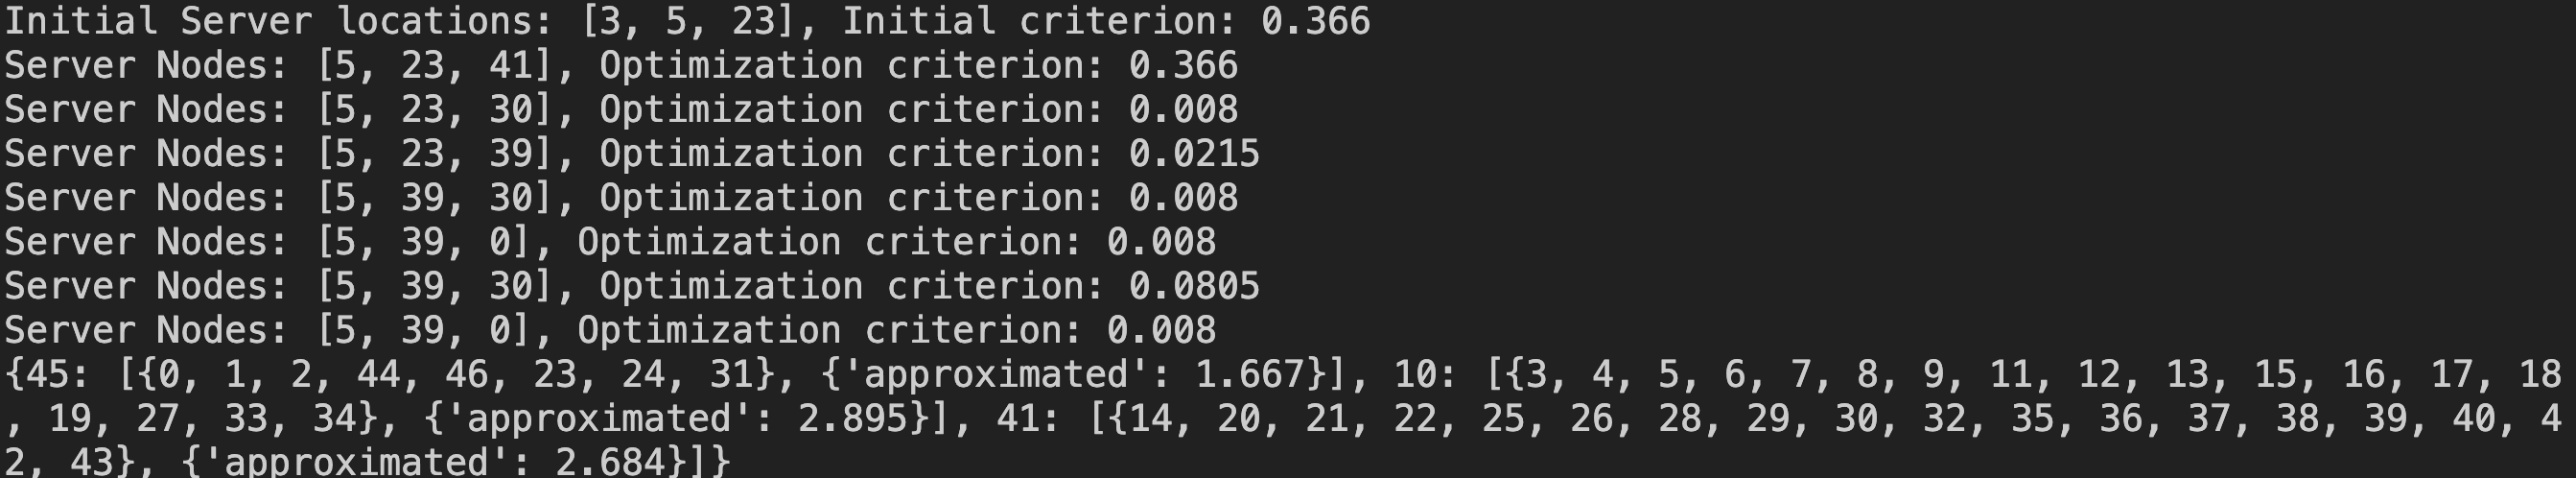 Initial Server locations: [3, 5, 23], Initial criterion: 0.366
Server Nodes: [5, 23, 41], Optimization criterion: 0.366
Server Nodes: [5, 23, 30], Optimization criterion: 0.008
Server Nodes: [5, 23, 39], Optimization criterion: 0.0215
Server Nodes: [5, 39, 30], Optimization criterion: 0.008
Server Nodes: [5, 39, 0], Optimization criterion: 0.008
Server Nodes: [5, 39, 30], Optimization criterion: 0.0805
Server Nodes: [5, 39, 0], Optimization criterion: 0.008
{45: [{0, 1, 2, 44, 46, 23, 24, 31}, {'approximated': 1.667}], 10: [{3, 4, 5, 6, 7, 8, 9, 11, 12, 13, 15, 16, 17, 18
, 19, 27, 33, 34}, {'approximated': 2.895}], 41: [{14, 20, 21, 22, 25, 26, 28, 29, 30, 32, 35, 36, 37, 38, 39, 40, 4
2, 43}, {'approximated': 2.684}]}